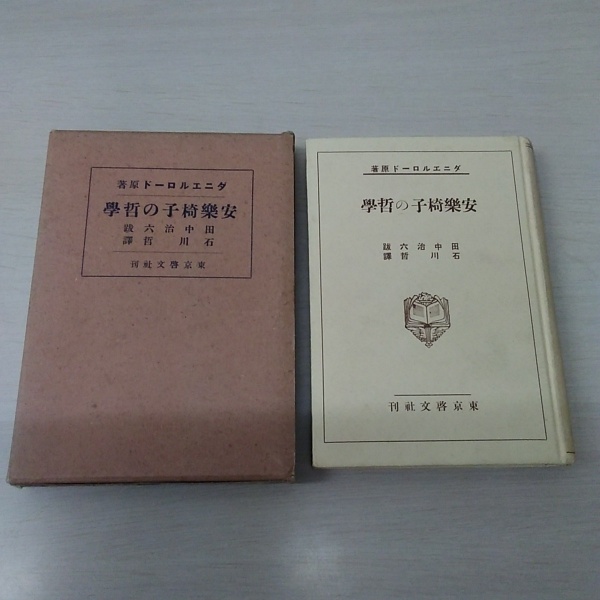 ダニエルロード原著
安樂椅子の哲學
田中治六 跋
石川哲 譯
東京啓文社刊
ダニエルロード原著
安樂椅子の哲學
田中治六 跋
石川哲 譯
東京啓文社刊